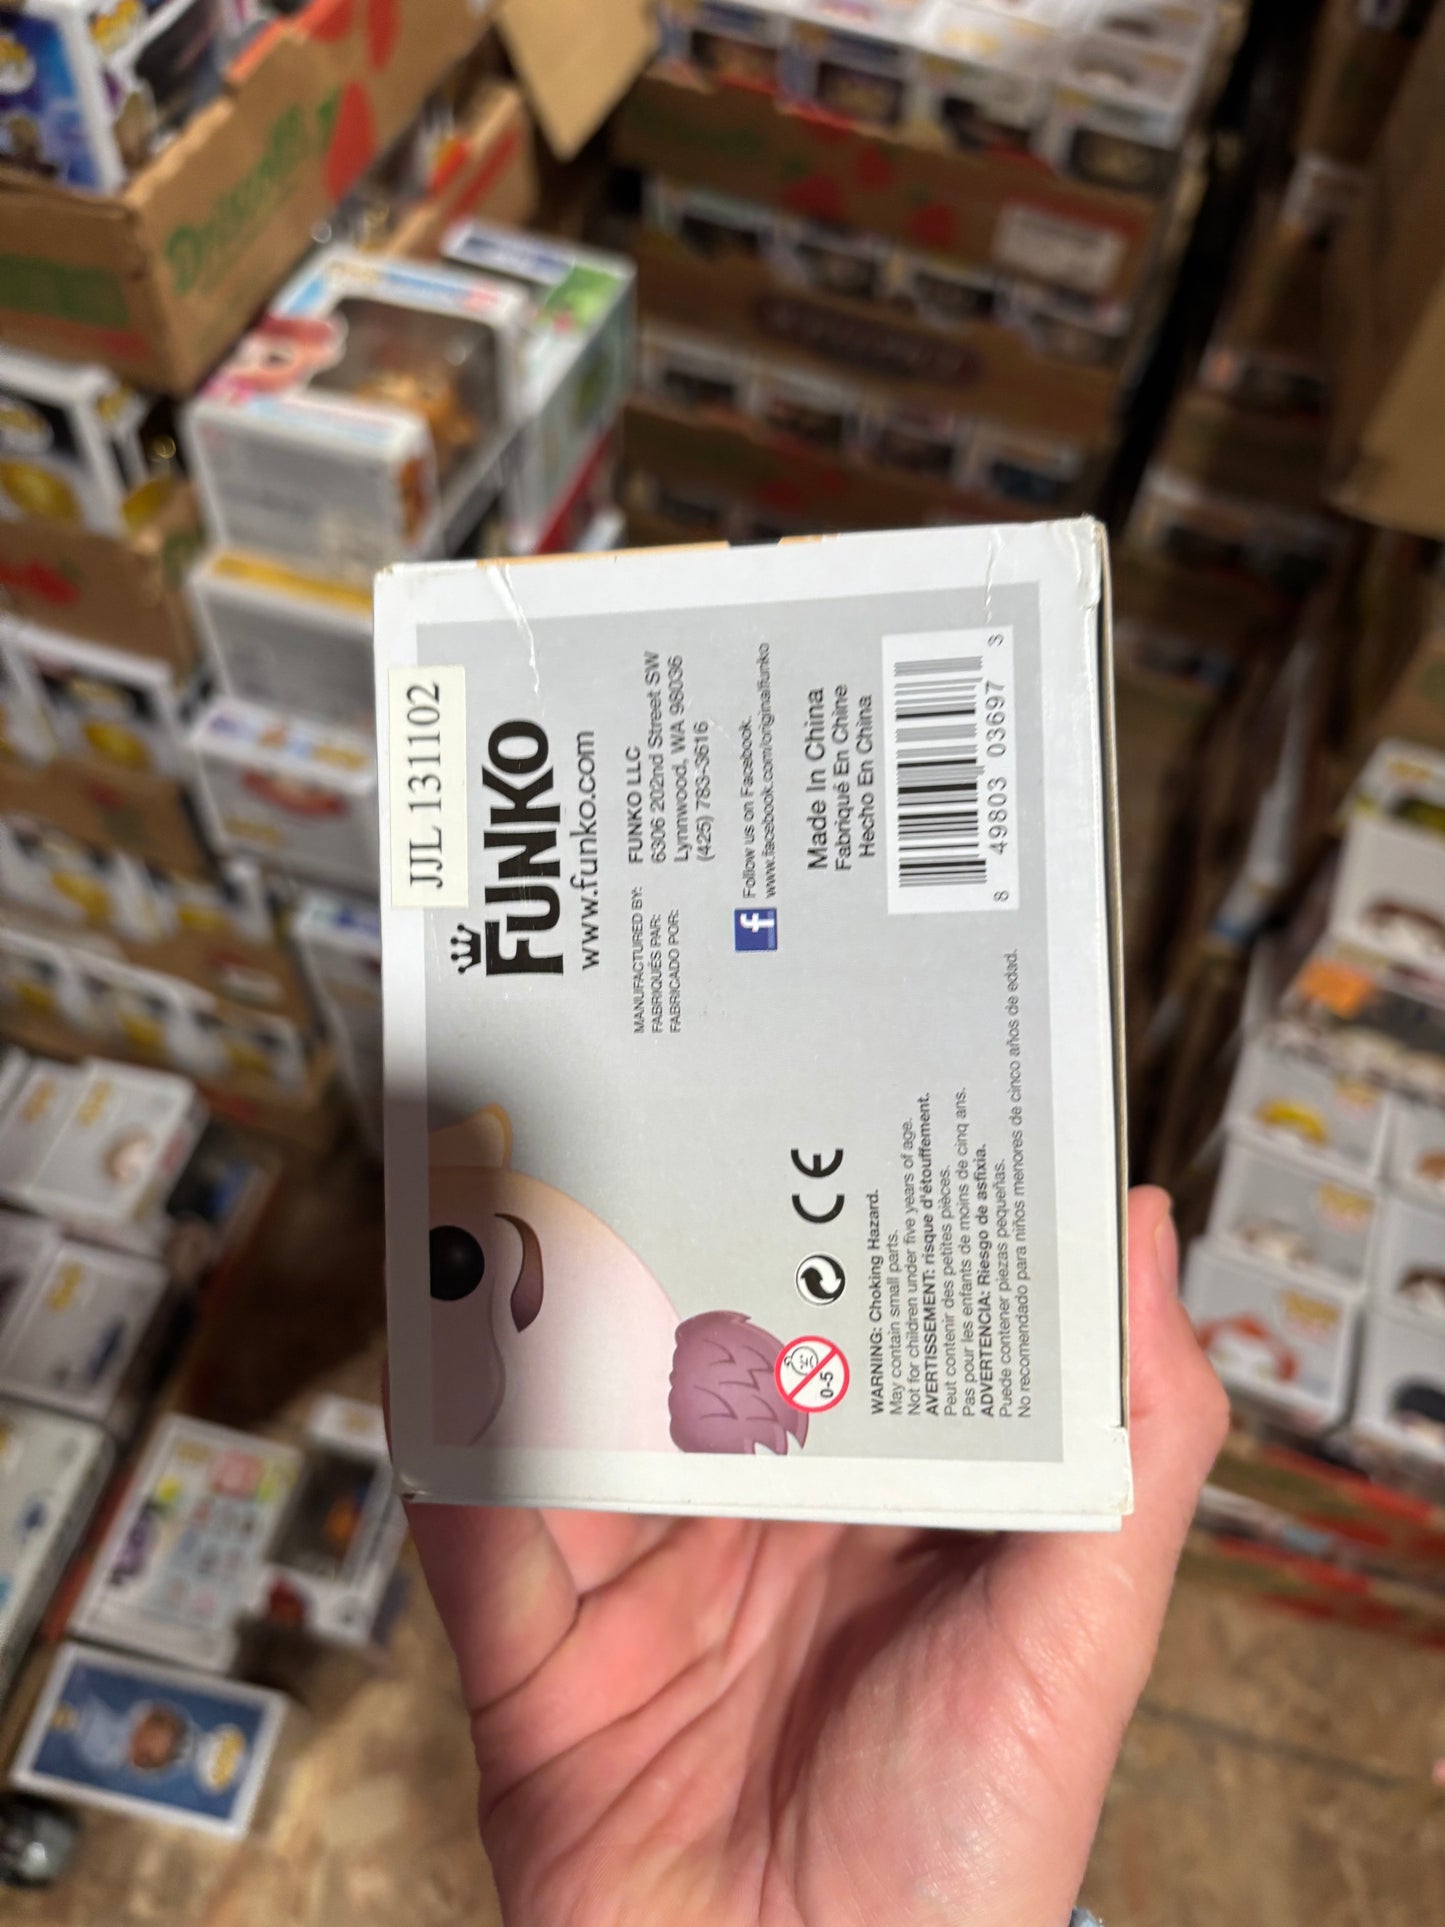 JJL 131102
FUNKO
www.funko.com
MANUFACTURED BY:
FABRIQUÉS PAR:
FABRICADO POR:
FUNKO LLC
6306 202nd Street SW
Lynnwood, WA 98036
(425) 783-3616
f
Follow us on Facebook.
www.facebook.com/originalfunko
Made In China
Fabriqué En Chine
Hecho En China
8 49803 03697 3
CE
0-5
WARNING: Choking Hazard.
May contain small parts.
Not for children under five years of age.
AVERTISSEMENT: risque d'étouffement.
Peut contenir des petites pièces.
Pas pour les enfants de moins de cinq ans.
ADVERTENCIA: Riesgo de asfixia.
Puede contener piezas pequeñas.
No recomendado para niños menores de cinco años de edad.